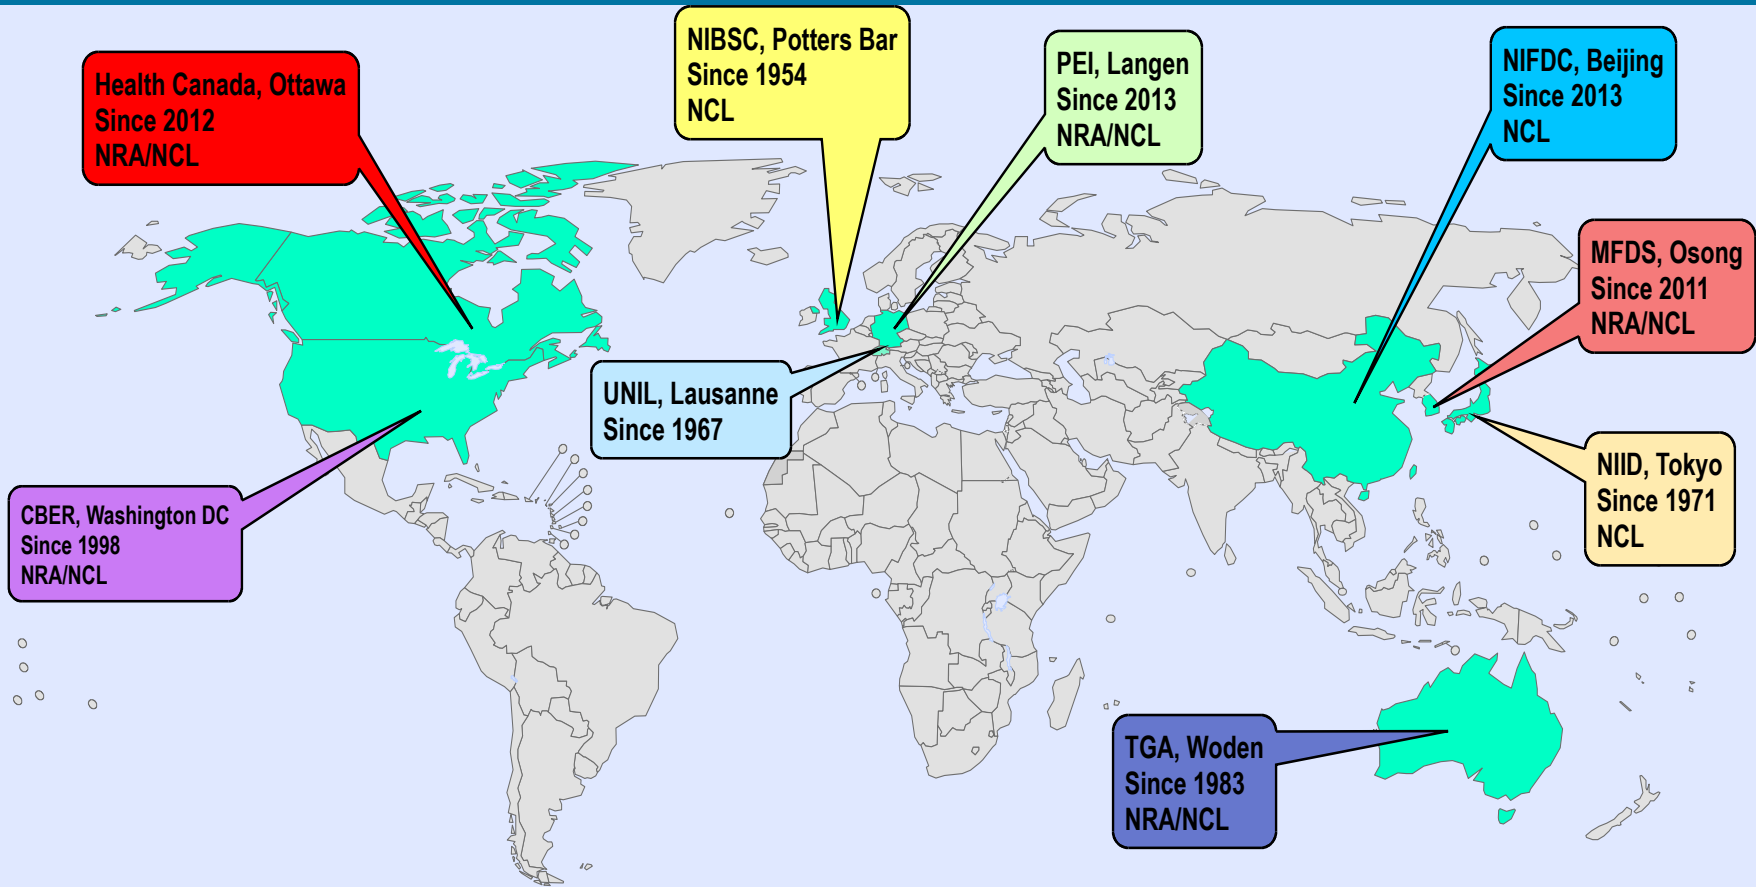 Health Canada, Ottawa
Since 2012
NRA/NCL
NIBSC, Potters Bar
Since 1954
NCL
PEI, Langen
Since 2013
NRA/NCL
NIFDC, Beijing
Since 2013
NCL
MFDS, Osong
Since 2011
NRA/NCL
UNIL, Lausanne
Since 1967
NIID, Tokyo
Since 1971
NCL
CBER, Washington DC
Since 1998
NRA/NCL
TGA, Woden
Since 1983
NRA/NCL